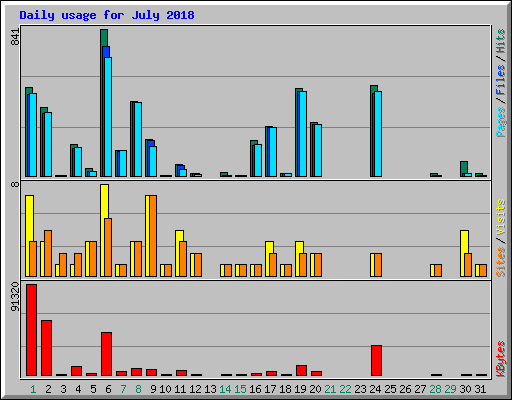 Daily usage for July 2018
841
Pages / Files / Hits
8
Sites / Visits
91320
KBytes
1 2 3 4 5 6 7 8 9 10 11 12 13 14 15 16 17 18 19 20 21 22 23 24 25 26 27 28 29 30 31